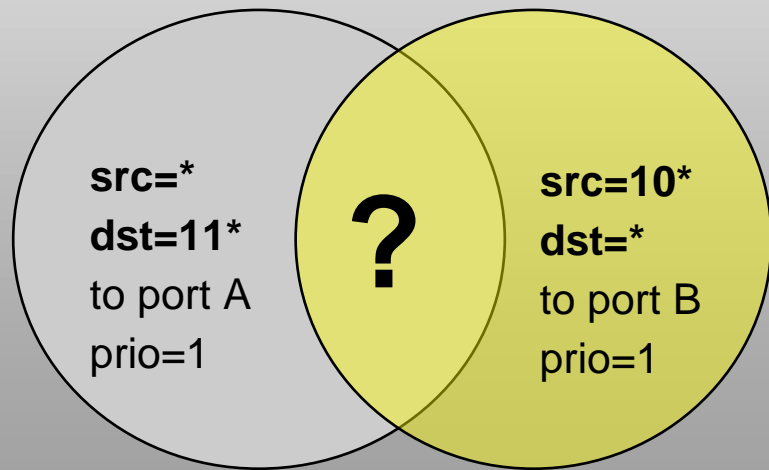 src=*
dst=11*
to port A
prio=1
?
src=10*
dst=*
to port B
prio=1